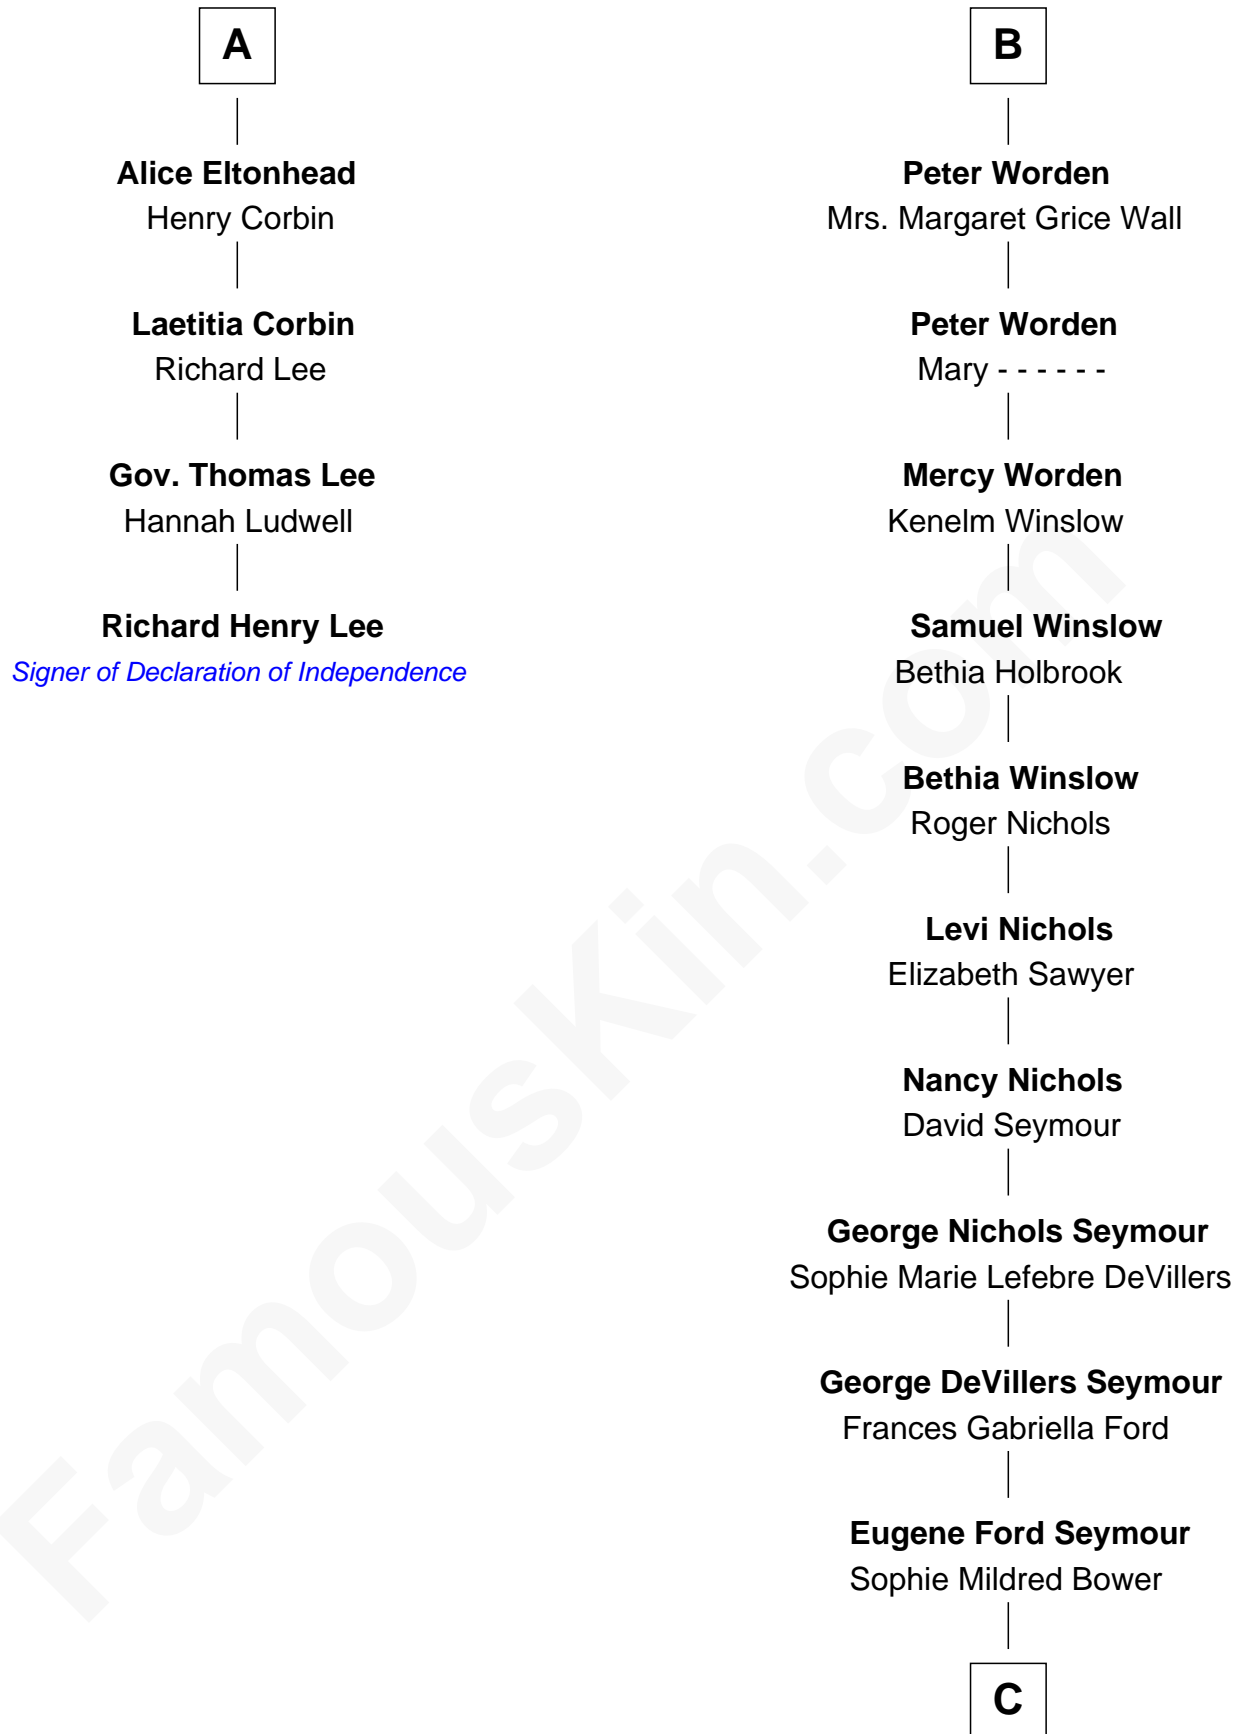 A
Alice Eltonhead
Henry Corbin
Laetitia Corbin
Richard Lee
Gov. Thomas Lee
Hannah Ludwell
Richard Henry Lee
Signer of Declaration of Independence
B
Peter Worden
Mrs. Margaret Grice Wall
Peter Worden
Mary - - - - - -
Mercy Worden
Kenelm Winslow
Samuel Winslow
Bethia Holbrook
Bethia Winslow
Roger Nichols
Levi Nichols
Elizabeth Sawyer
Nancy Nichols
David Seymour
George Nichols Seymour
Sophie Marie Lefebre DeVillers
George DeVillers Seymour
Frances Gabriella Ford
Eugene Ford Seymour
Sophie Mildred Bower
C
FamousKin.com